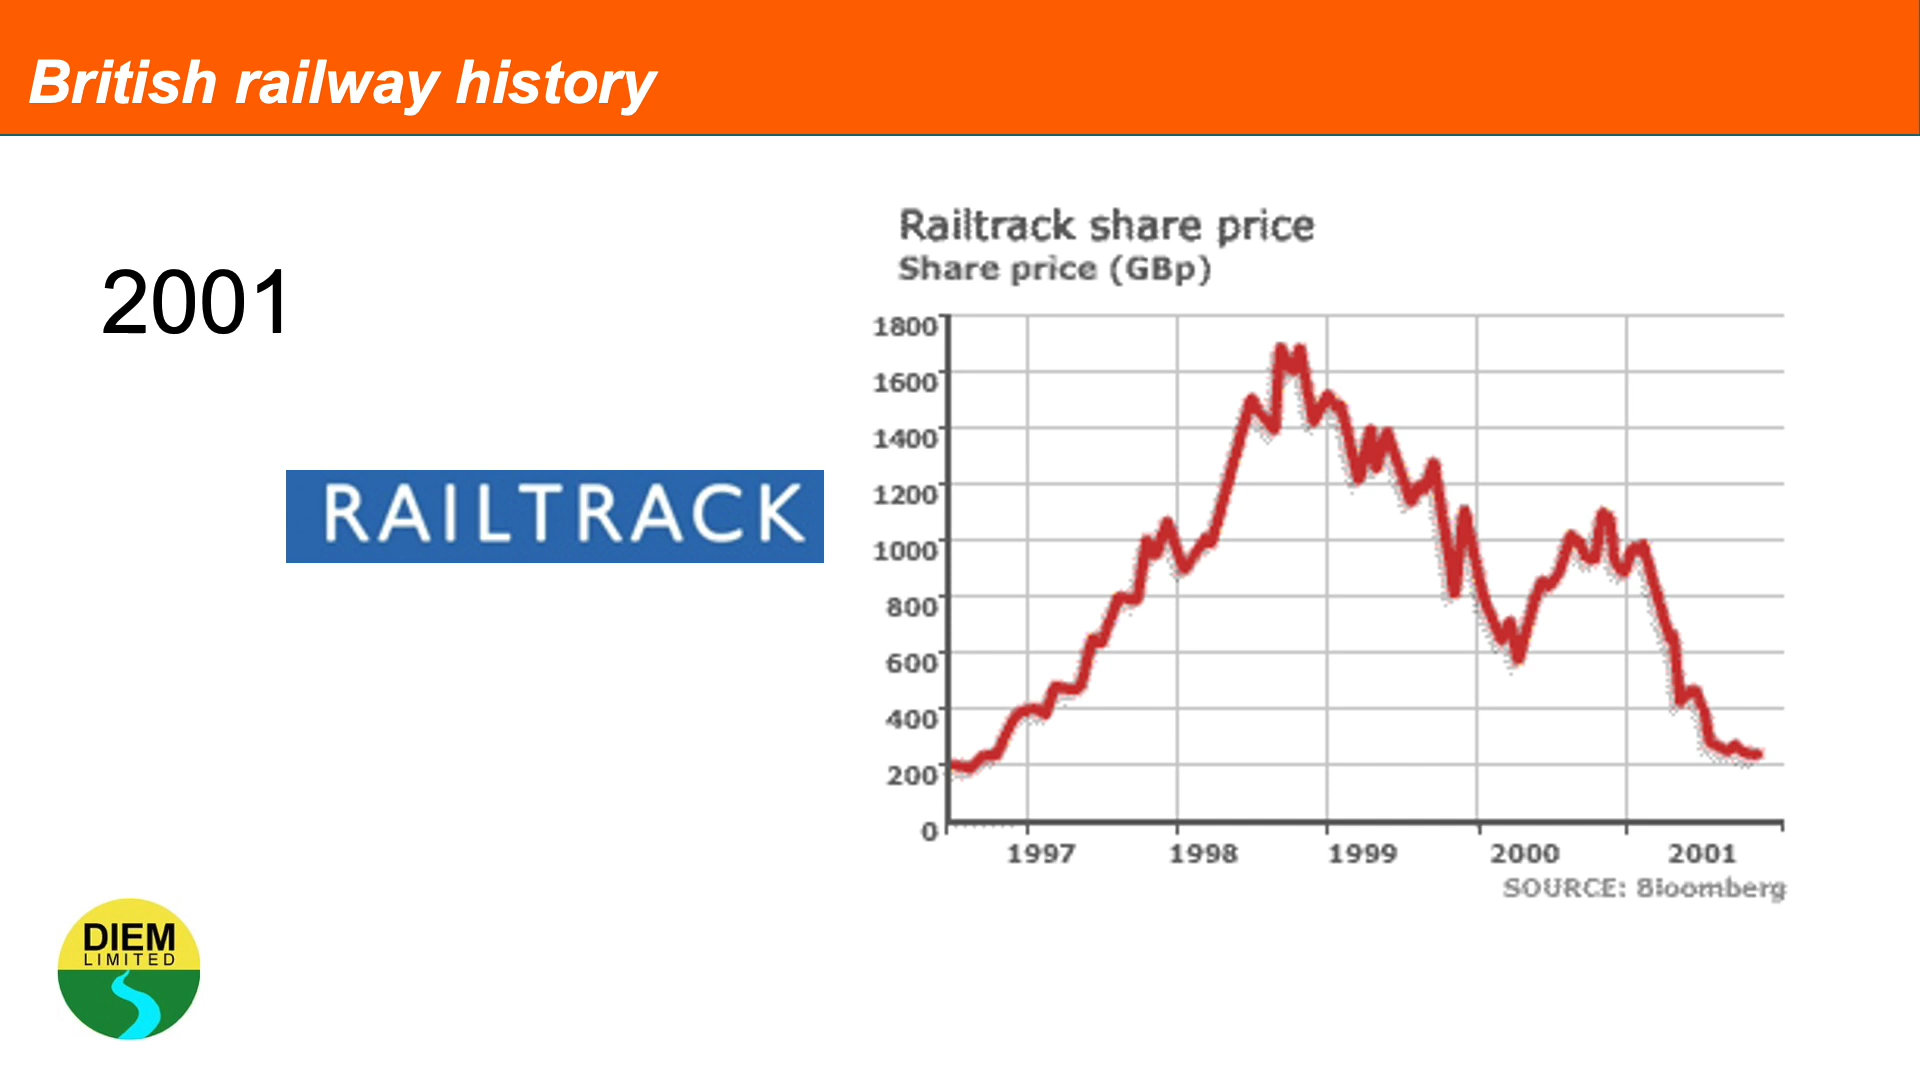 British railway history
2001
RAILTRACK
Railtrack share price
Share price (GBp)
1800
1600
1400
1200
1000
800
600
400
200
0
1997 1998 1999 2000 2001
SOURCE: Bloomberg
DIEM
LIMITED